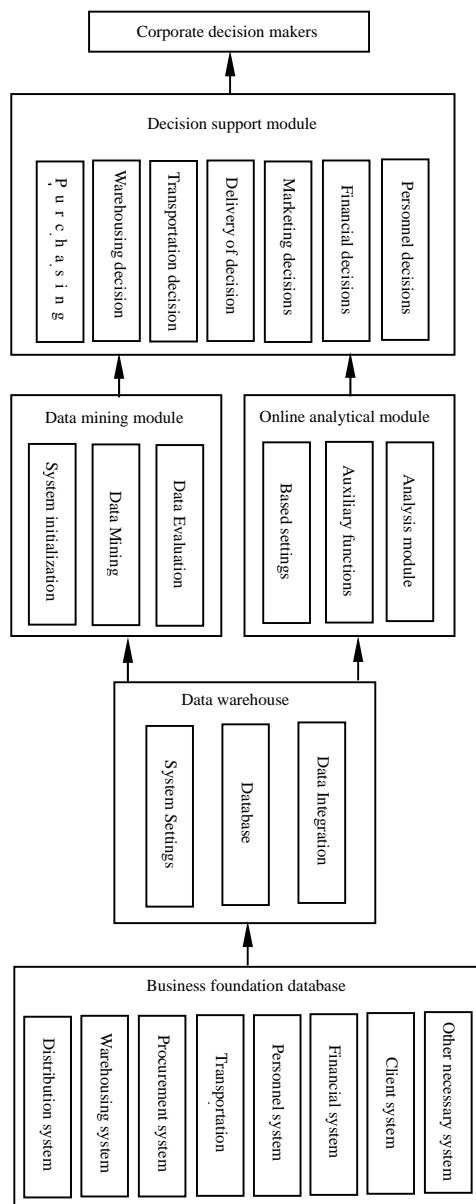 Corporate decision makers
Decision support module
Purchasing
Warehousing decision
Transportation decision
Delivery of decision
Marketing decisions
Financial decisions
Personnel decisions
Data mining module
System initialization
Data Mining
Data Evaluation
Online analytical module
Based settings
Auxiliary functions
Analysis module
Data warehouse
System Settings
Database
Data Integration
Business foundation database
Distribution system
Warehousing system
Procurement system
Transportation
Personnel system
Financial system
Client system
Other necessary system